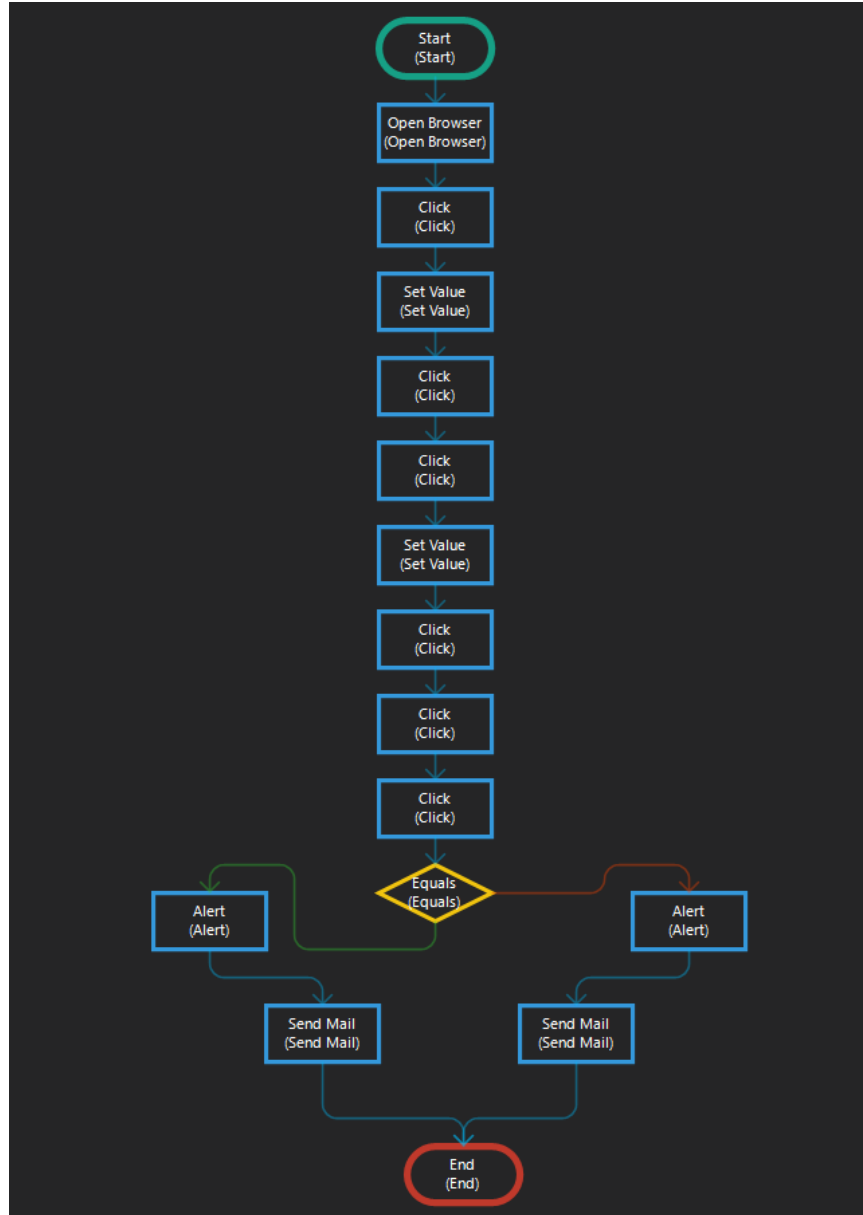 Start
(Start)
Open Browser
(Open Browser)
Click
(Click)
Set Value
(Set Value)
Click
(Click)
Click
(Click)
Set Value
(Set Value)
Click
(Click)
Click
(Click)
Click
(Click)
Equals
(Equals)
Alert
(Alert)
Alert
(Alert)
Send Mail
(Send Mail)
Send Mail
(Send Mail)
End
(End)